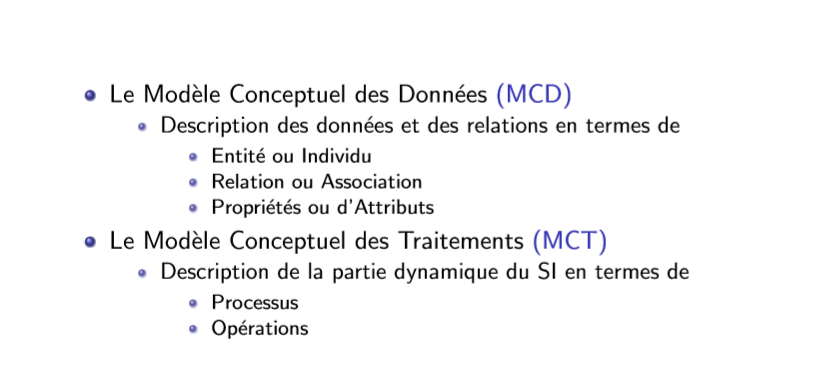 Le Modèle Conceptuel des Données (MCD)
Description des données et des relations en termes de
Entité ou Individu
Relation ou Association
Propriétés ou d'Attributs
Le Modèle Conceptuel des Traitements (MCT)
Description de la partie dynamique du SI en termes de
Processus
Opérations